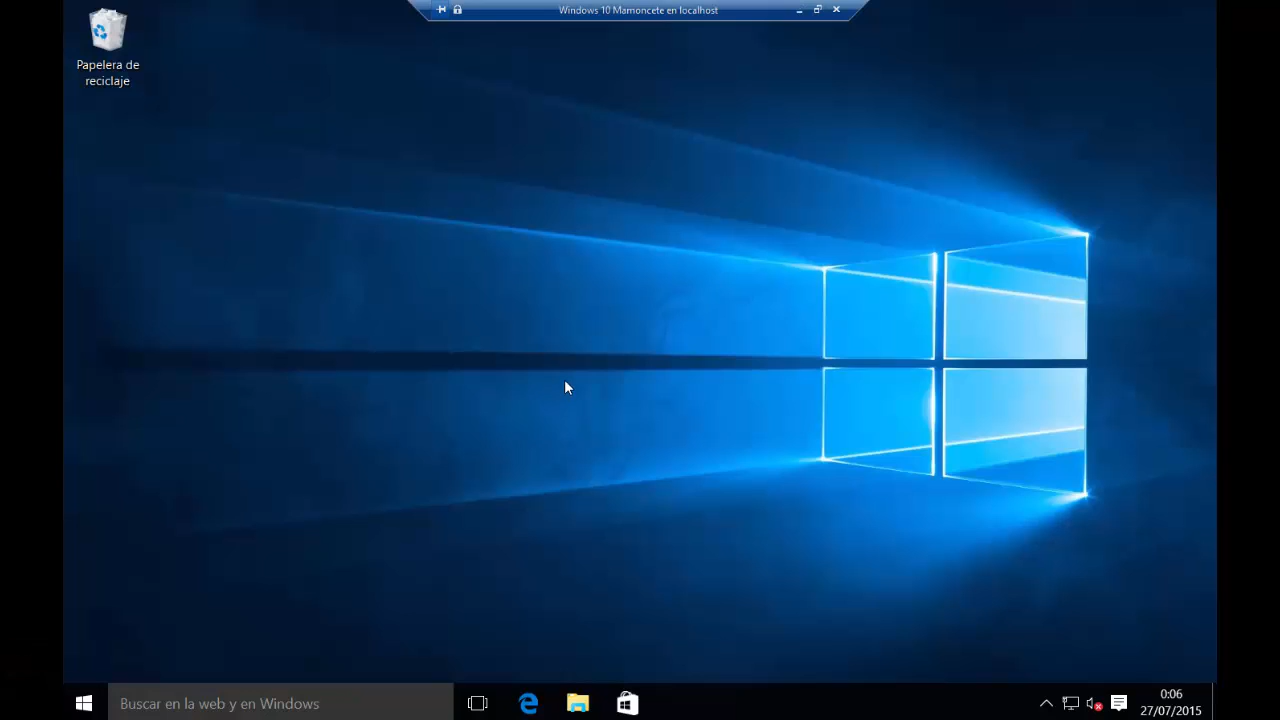 Windows 10 Mamoncete en localhost
Papelera de
reciclaje
Buscar en la web y en Windows
0:06
27/07/2015